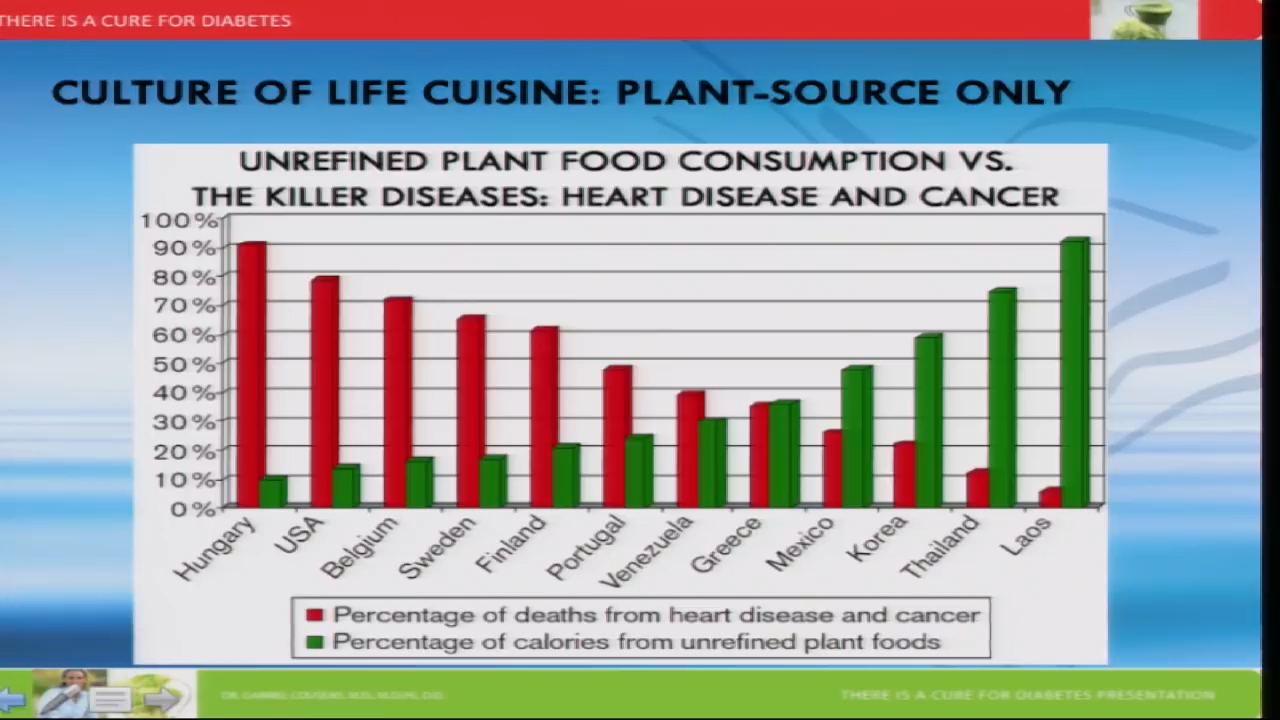 THERE IS A CURE FOR DIABETES
CULTURE OF LIFE CUISINE: PLANT-SOURCE ONLY
UNREFINED PLANT FOOD CONSUMPTION VS.
THE KILLER DISEASES: HEART DISEASE AND CANCER
100%
90%
80%
70%
60%
50%
40%
30%
20%
10%
0%
Hungary
USA
Belgium
Sweden
Finland
Portugal
Venezuela
Greece
Mexico
Korea
Thailand
Laos
Percentage of deaths from heart disease and cancer
Percentage of calories from unrefined plant foods
THERE IS A CURE FOR DIABETES PRESENTATION